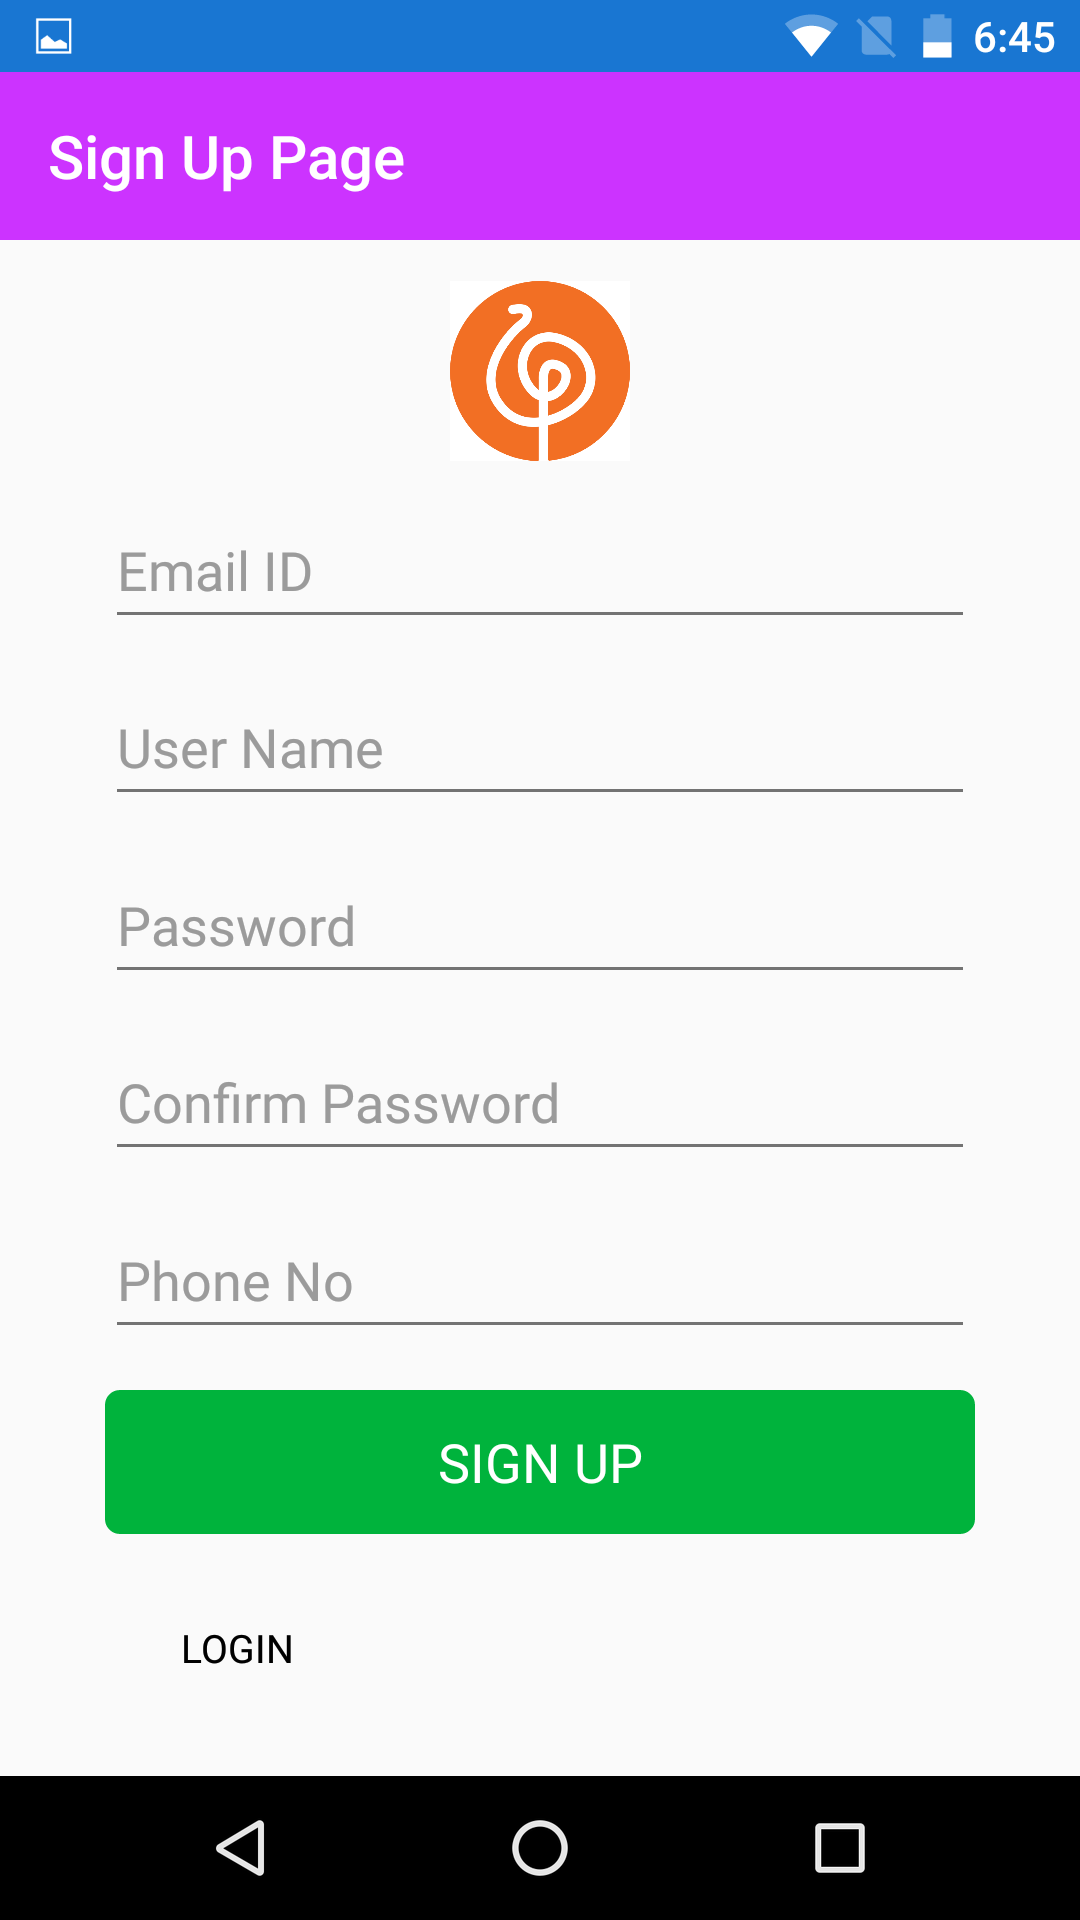 6:45
Sign Up Page
Email ID
User Name
Password
Confirm Password
Phone No
SIGN UP
LOGIN